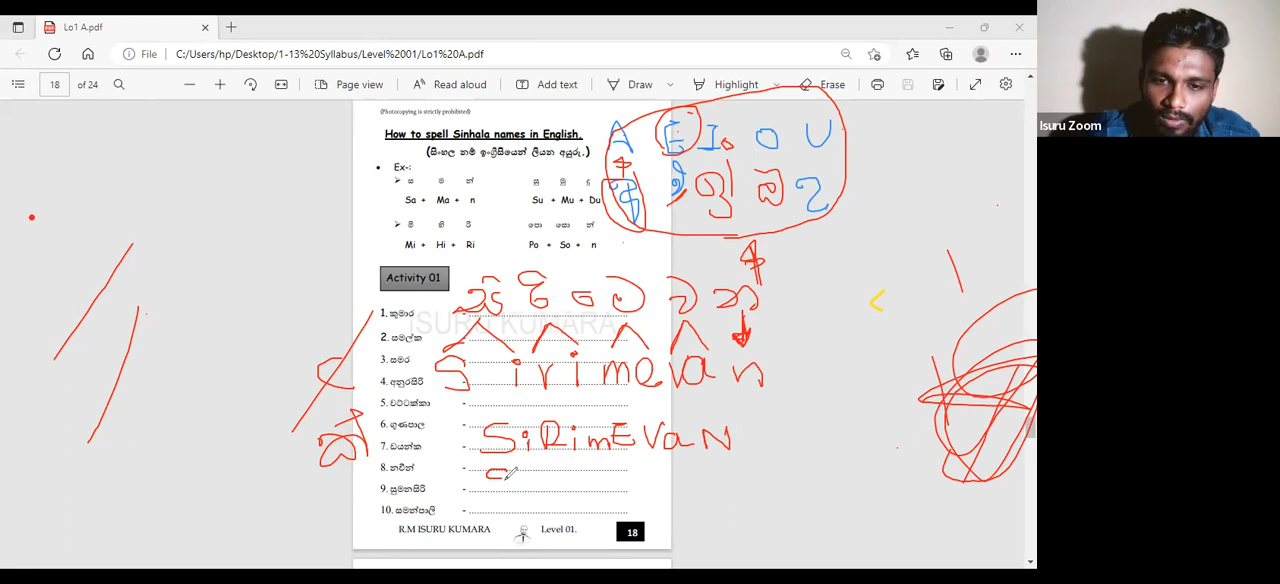 Lo1 A.pdf
File C:/Users/hp/Desktop/1-13%20Syllabus/Level%2001/Lo1%20A.pdf
18 of 24 Page view Read aloud Add text Draw Highlight Erase
(Photocopying is strictly prohibited)
How to spell Sinhala names in English.
(සිංහල නම් ඉංග්‍රීසියෙන් ලියන අයුරු.)
A E I O U
Ex-:
ස ම න් සු මු දු
Sa + Ma + n Su + Mu + Du
මි හි රි පො සො න්
Mi + Hi + Ri Po + So + n
Activity 01
1. කුමාර -
ISURU KUMARA
2. සමල්ක -
3. සමර -
Sirimevan
4. අනුරසිරි -
5. චට්ටක්කා -
6. ගුණපාල -
SiRimEVaN
7. ඩයන්ක -
8. නවීන් -
9. සුමනසිරි -
10. සමන්පාලි -
R.M ISURU KUMARA Level 01. 18
Isuru Zoom